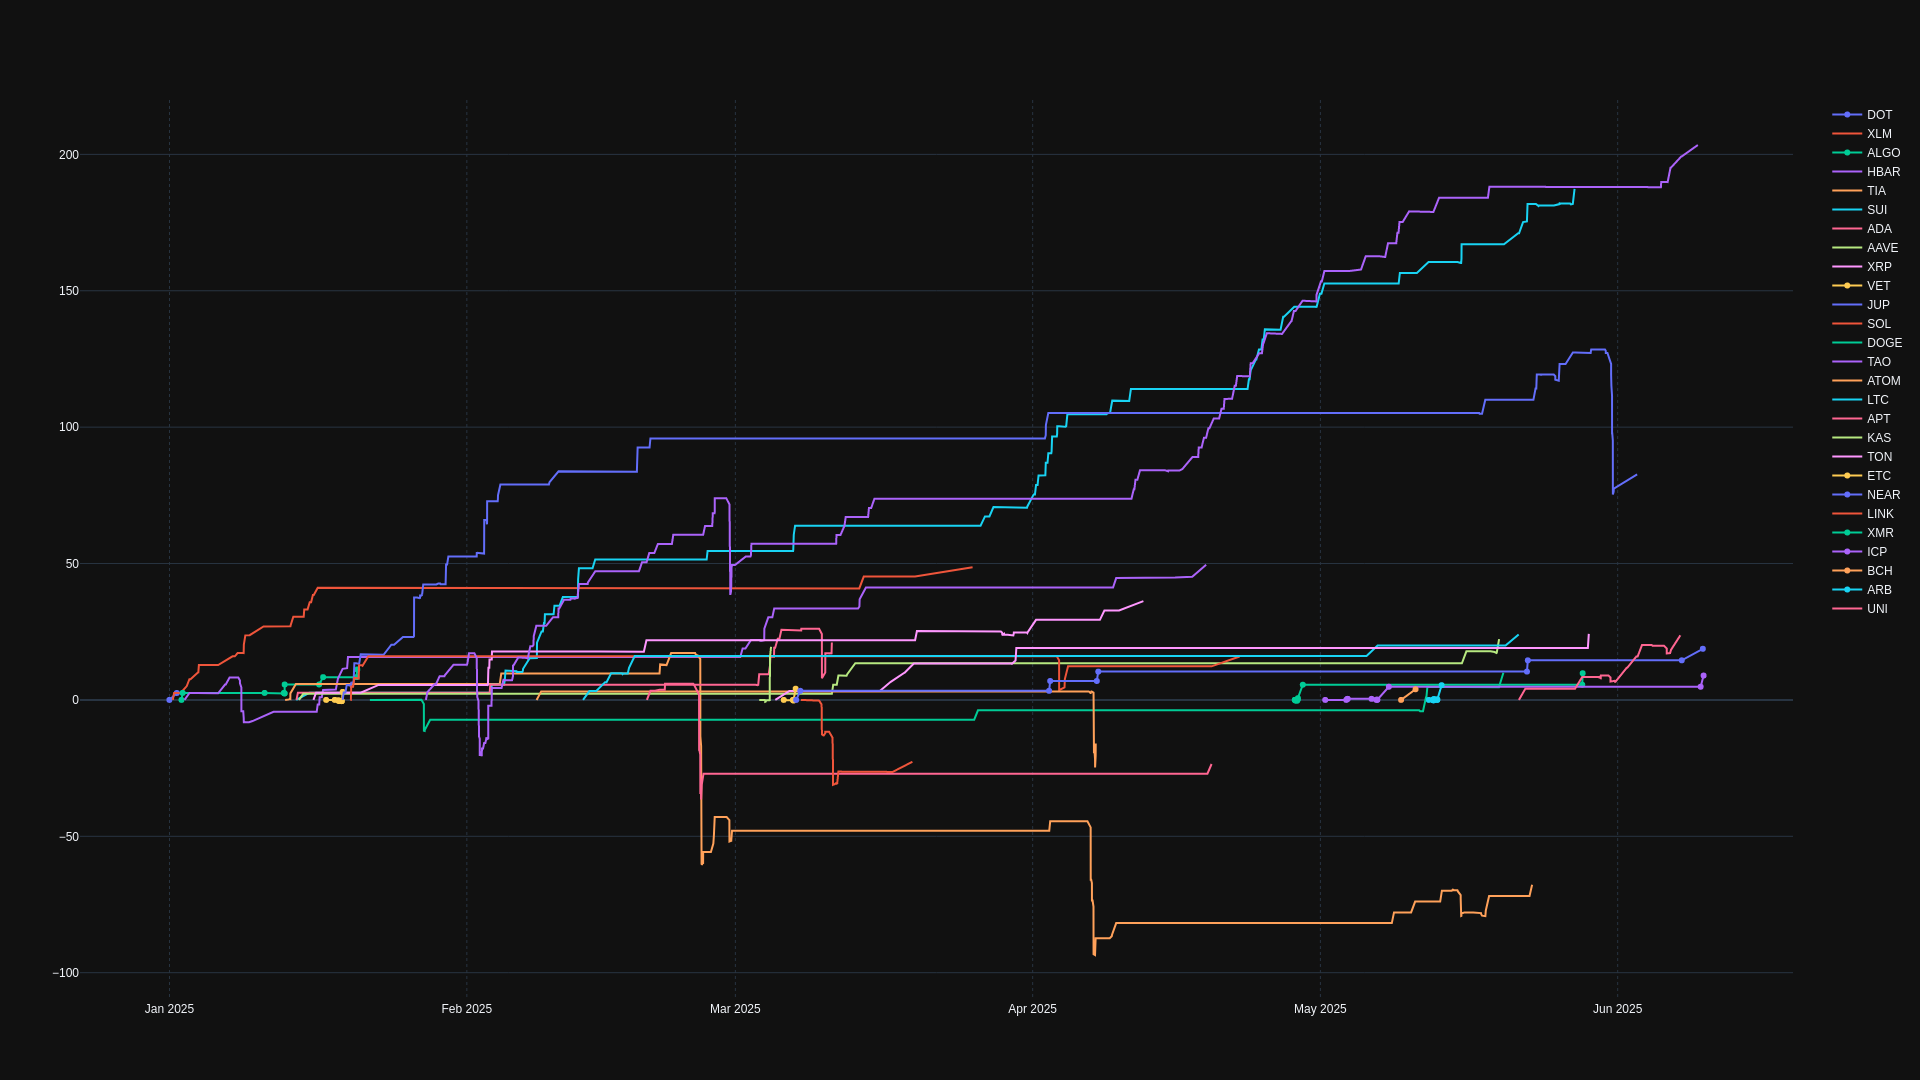 200
150
100
50
0
−50
−100
Jan 2025
Feb 2025
Mar 2025
Apr 2025
May 2025
Jun 2025
DOT
XLM
ALGO
HBAR
TIA
SUI
ADA
AAVE
XRP
VET
JUP
SOL
DOGE
TAO
ATOM
LTC
APT
KAS
TON
ETC
NEAR
LINK
XMR
ICP
BCH
ARB
UNI